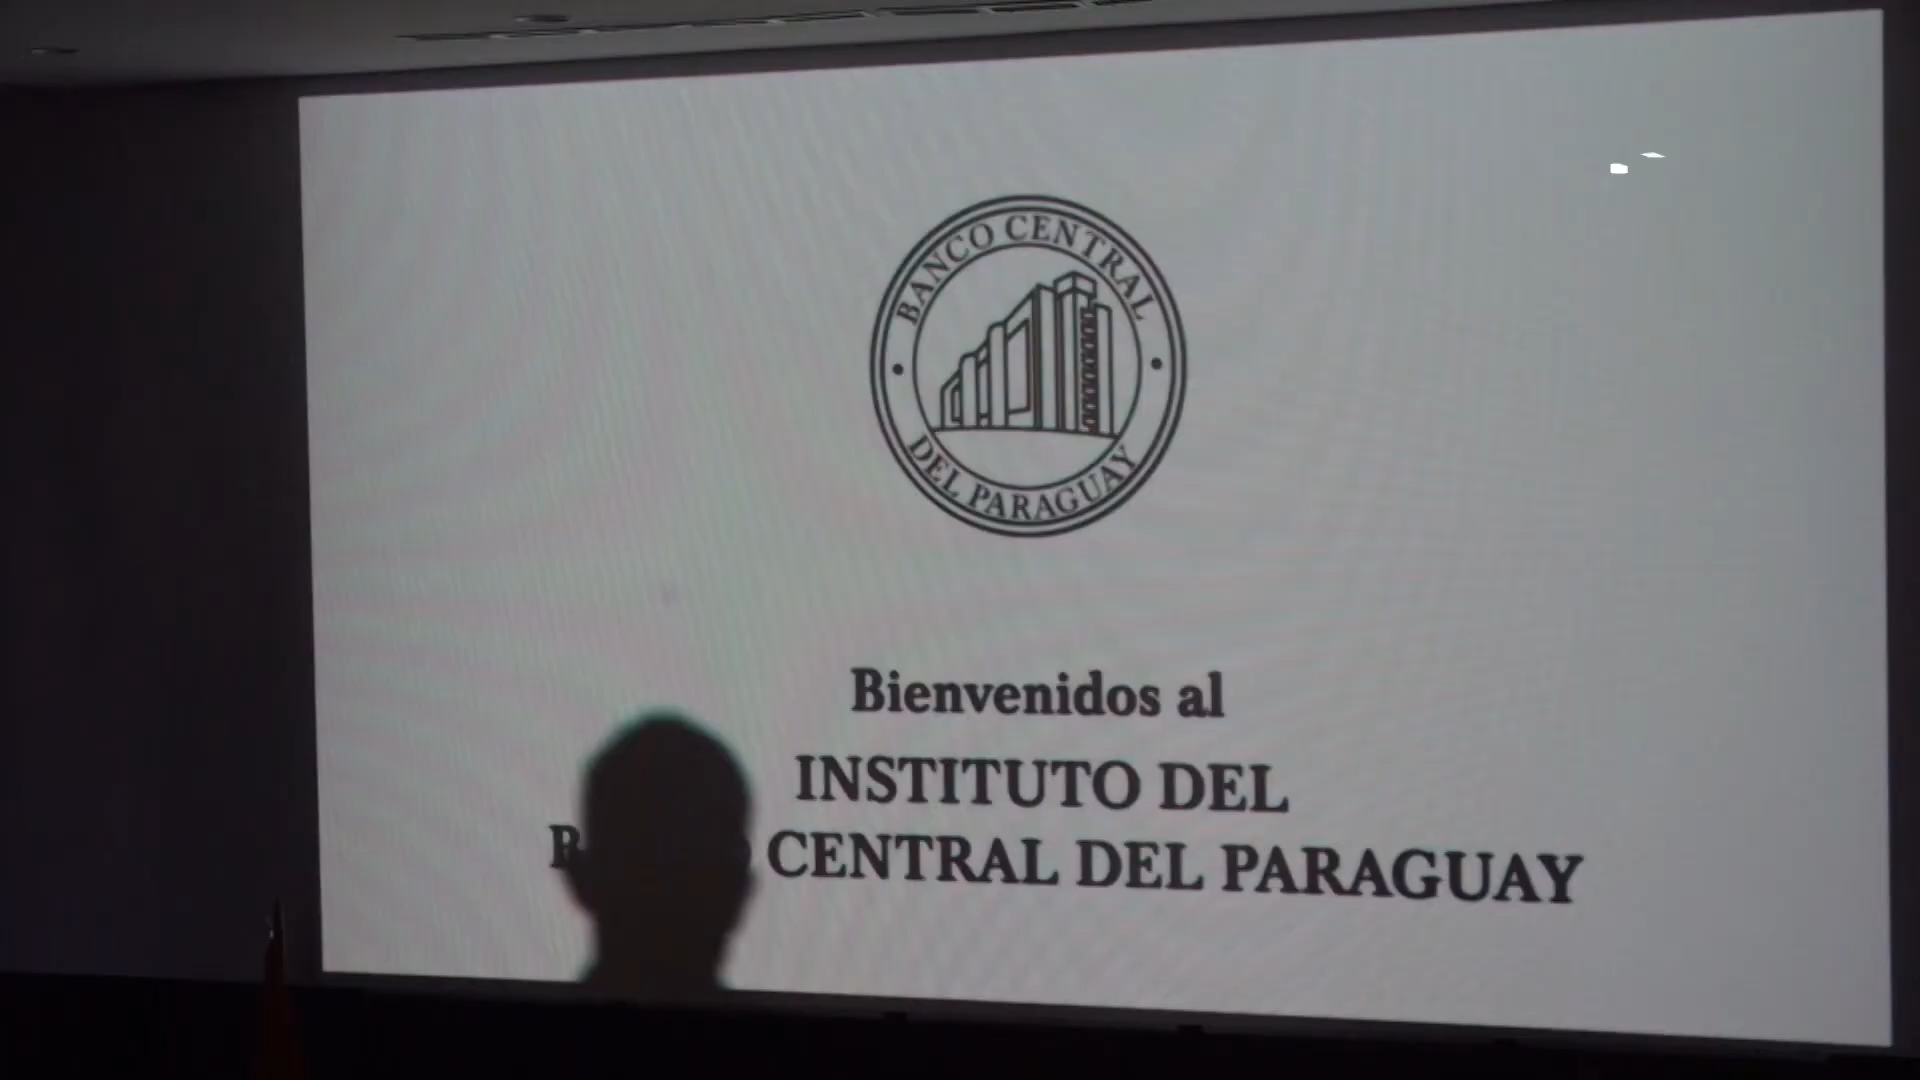 BANCO CENTRAL
DEL PARAGUAY
Bienvenidos al
INSTITUTO DEL
CENTRAL DEL PARAGUAY